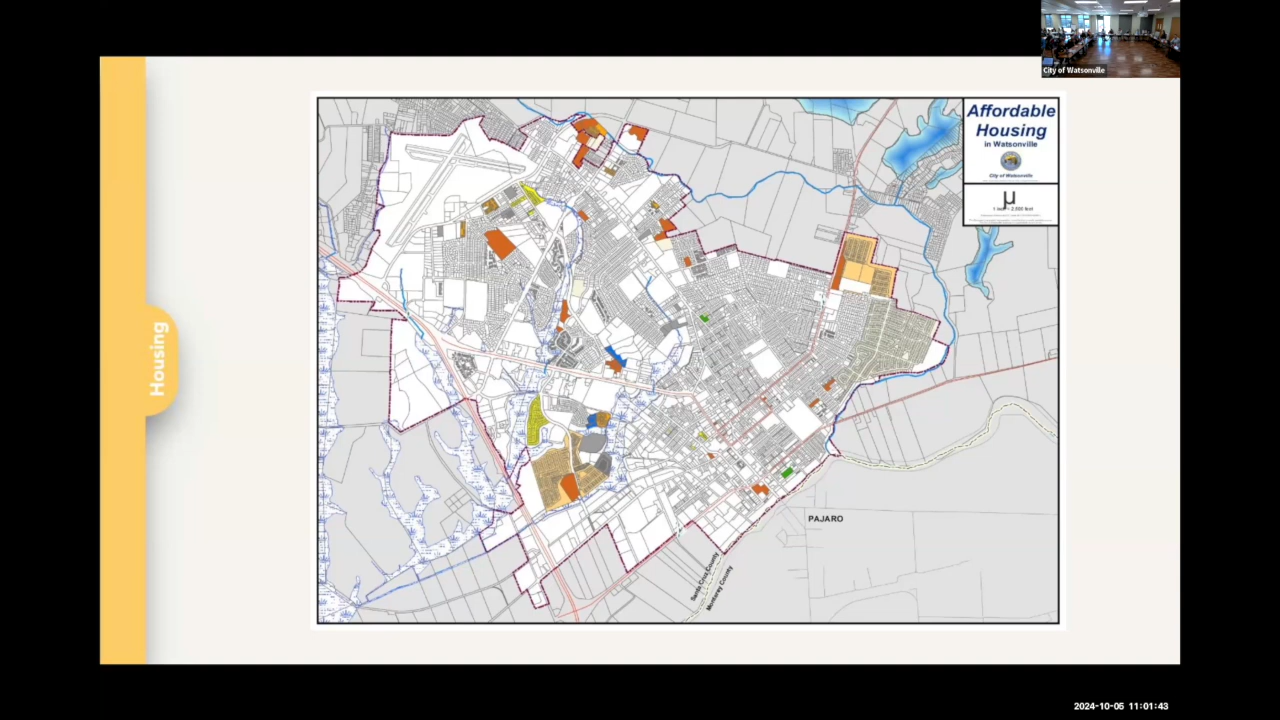 City of Watsonville
Affordable
Housing
in Watsonville
City of Watsonville
µ
Housing
PAJARO
Santa Cruz County
Monterey County
2024-10-05 11:01:43